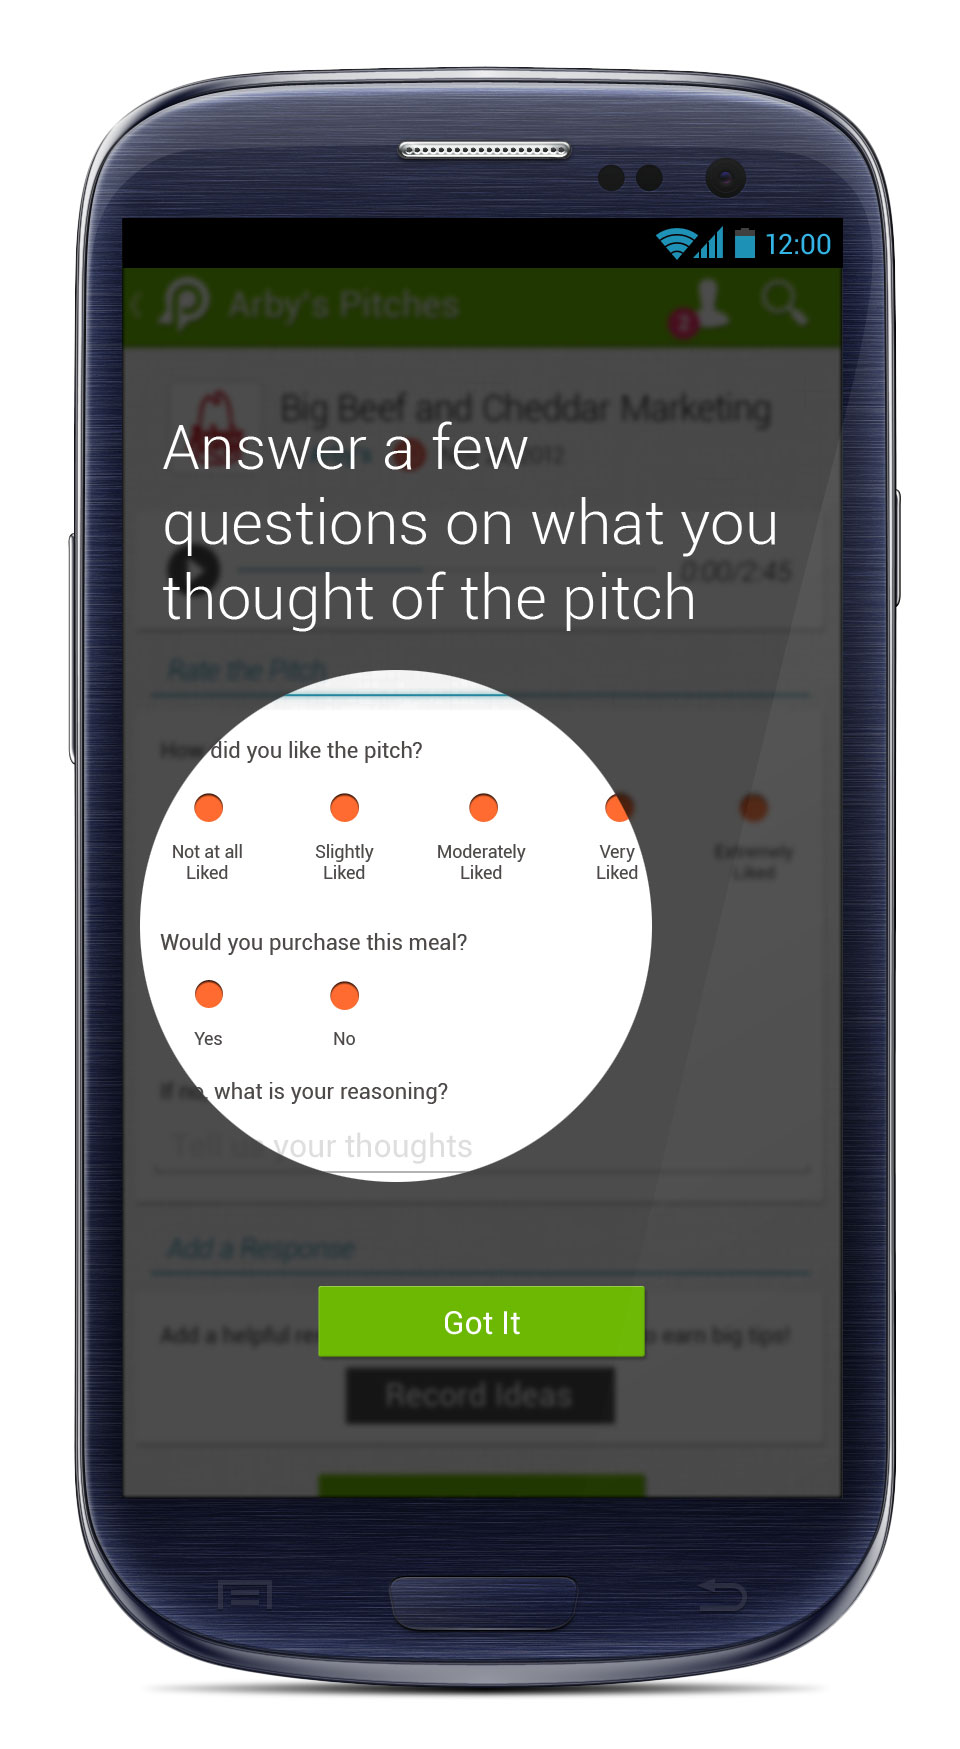 12:00
Arby's Pitches
2
Big Beef and Cheddar Marketing
2012
Answer a few
questions on what you
thought of the pitch
0:00/2:45
Rate the Pitch
How did you like the pitch?
Not at all Liked
Slightly Liked
Moderately Liked
Very Liked
Extremely Liked
Would you purchase this meal?
Yes
No
If no, what is your reasoning?
Tell us your thoughts
Add a Response
Got It
Add a helpful
to earn big tips!
Record Ideas